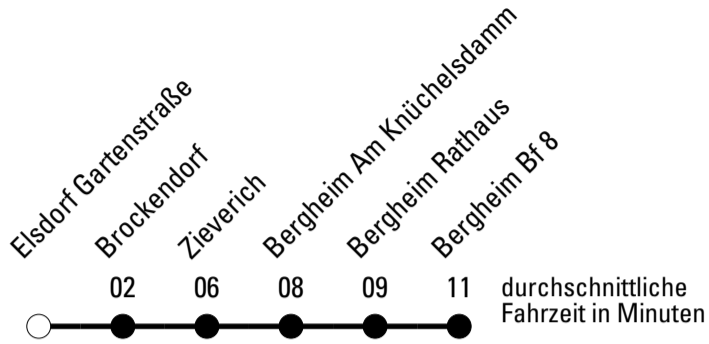 Elsdorf Gartenstraße
Brockendorf
Zieverich
Bergheim Am Knüchelsdamm
Bergheim Rathaus
Bergheim Bf 8
02 06 08 09 11
durchschnittliche
Fahrzeit in Minuten